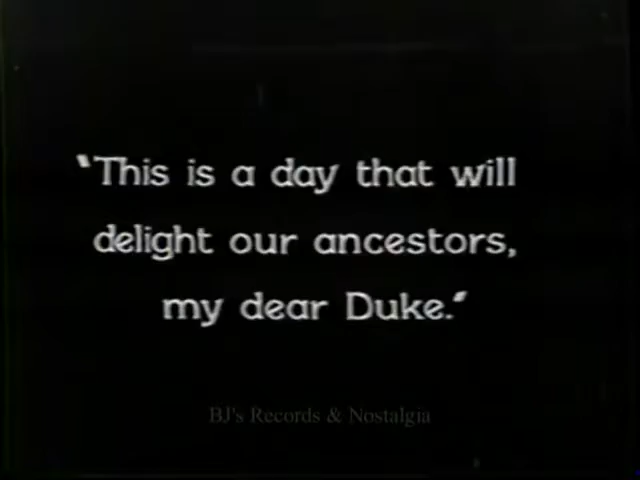 "This is a day that will
delight our ancestors,
my dear Duke."
BJ's Records & Nostalgia